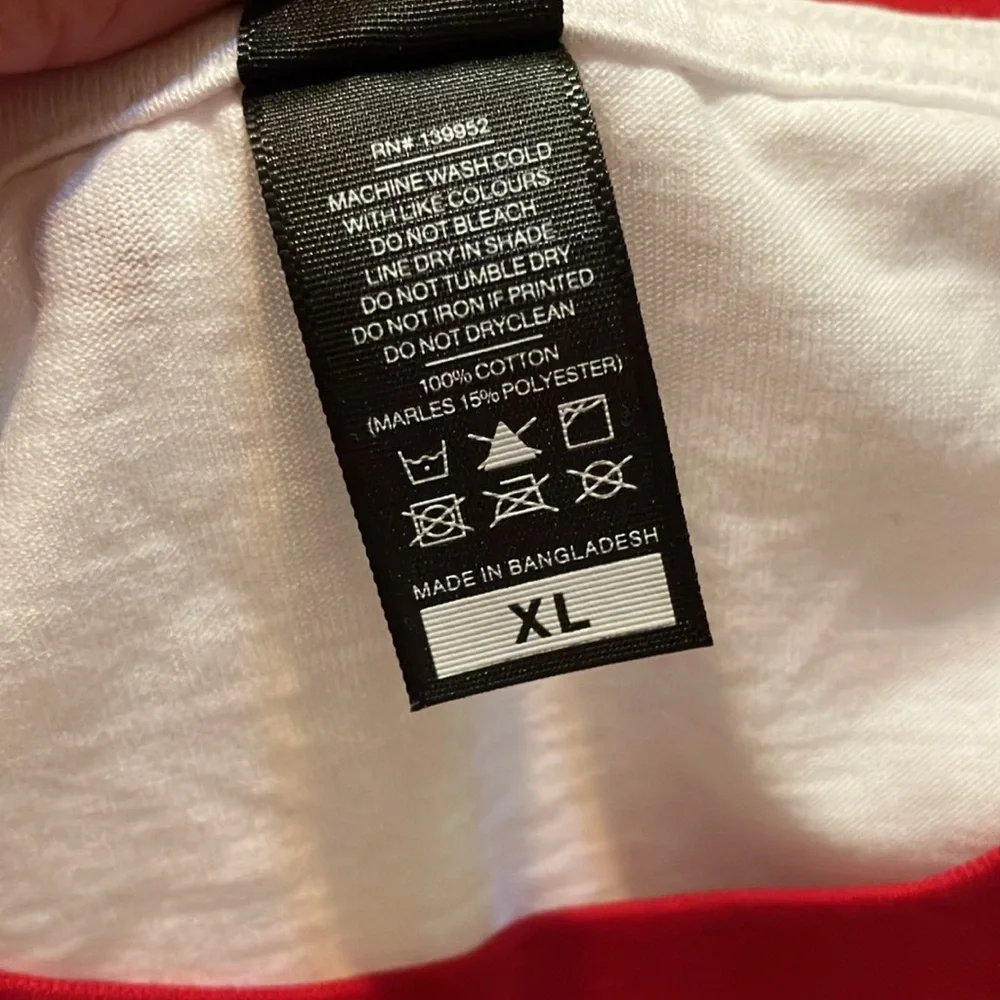 RN# 139952
MACHINE WASH COLD
WITH LIKE COLOURS
DO NOT BLEACH
LINE DRY IN SHADE
DO NOT TUMBLE DRY
DO NOT IRON IF PRINTED
DO NOT DRYCLEAN
100% COTTON
(MARLES 15% POLYESTER)
MADE IN BANGLADESH
XL